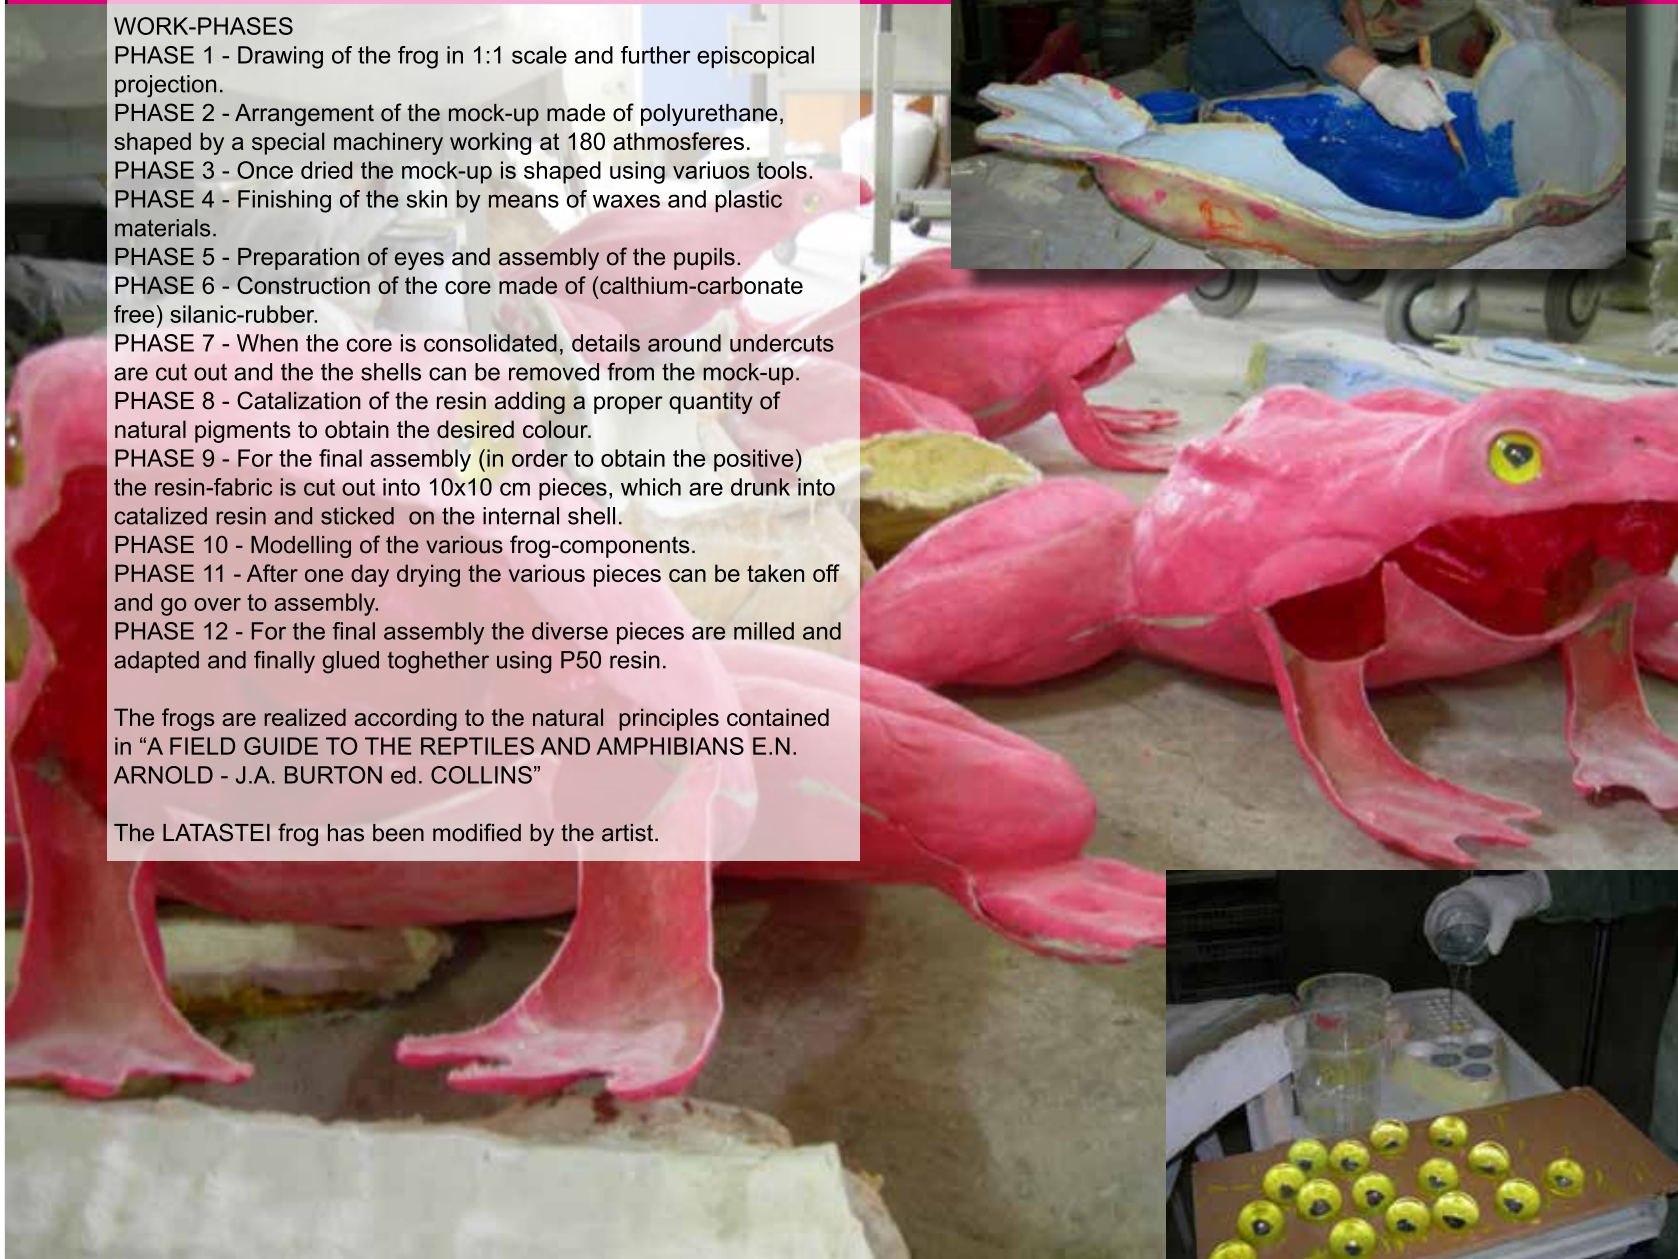 WORK-PHASES
PHASE 1 - Drawing of the frog in 1:1 scale and further episcopical
projection.
PHASE 2 - Arrangement of the mock-up made of polyurethane,
shaped by a special machinery working at 180 athmosferes.
PHASE 3 - Once dried the mock-up is shaped using variuos tools.
PHASE 4 - Finishing of the skin by means of waxes and plastic
materials.
PHASE 5 - Preparation of eyes and assembly of the pupils.
PHASE 6 - Construction of the core made of (calthium-carbonate
free) silanic-rubber.
PHASE 7 - When the core is consolidated, details around undercuts
are cut out and the the shells can be removed from the mock-up.
PHASE 8 - Catalization of the resin adding a proper quantity of
natural pigments to obtain the desired colour.
PHASE 9 - For the final assembly (in order to obtain the positive)
the resin-fabric is cut out into 10x10 cm pieces, which are drunk into
catalized resin and sticked  on the internal shell.
PHASE 10 - Modelling of the various frog-components.
PHASE 11 - After one day drying the various pieces can be taken off
and go over to assembly.
PHASE 12 - For the final assembly the diverse pieces are milled and
adapted and finally glued toghether using P50 resin.
The frogs are realized according to the natural  principles contained
in “A FIELD GUIDE TO THE REPTILES AND AMPHIBIANS E.N.
ARNOLD - J.A. BURTON ed. COLLINS”
The LATASTEI frog has been modified by the artist.